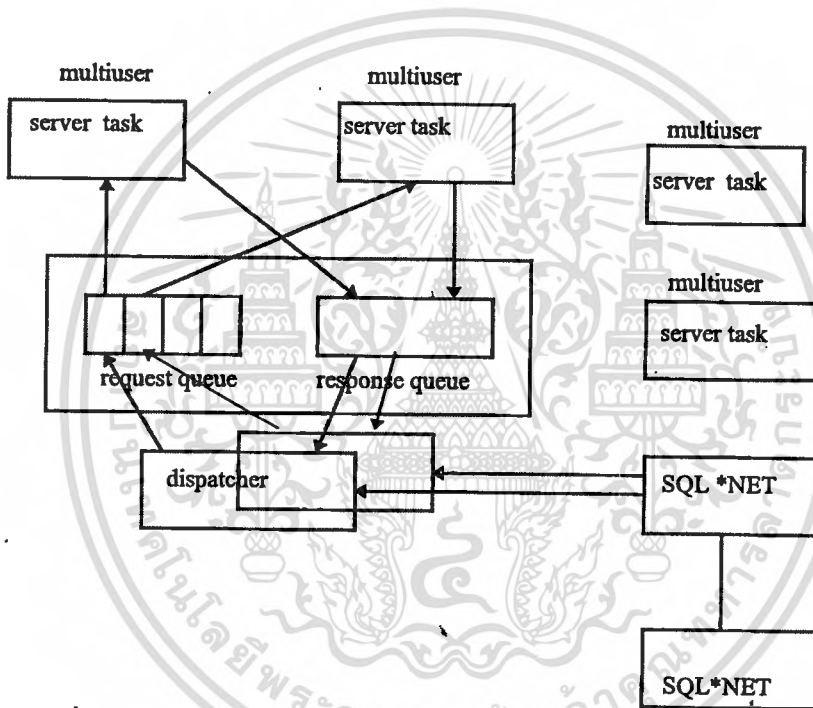 multiuser
server task
multiuser
server task
multiuser
server task
multiuser
server task
request queue
response queue
dispatcher
SQL *NET
SQL*NET